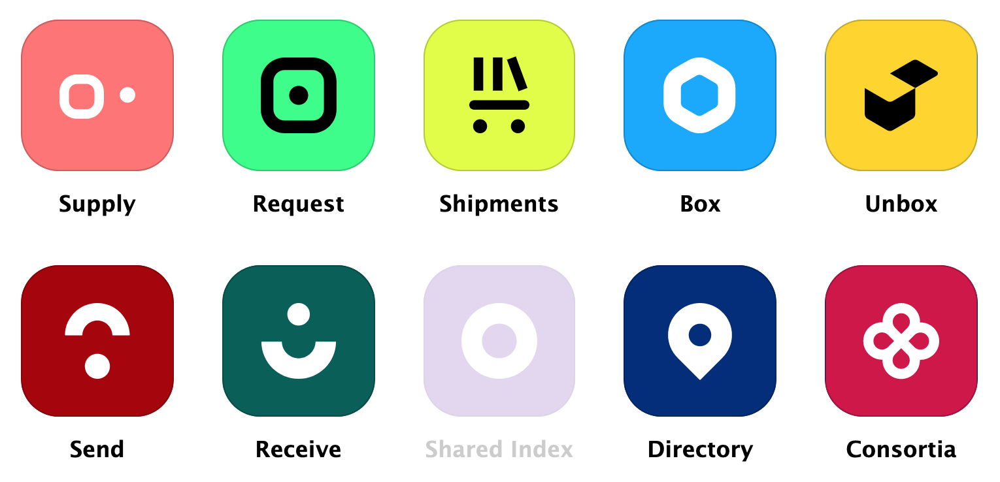 Supply
Request
Shipments
Box
Unbox
Send
Receive
Shared Index
Directory
Consortia